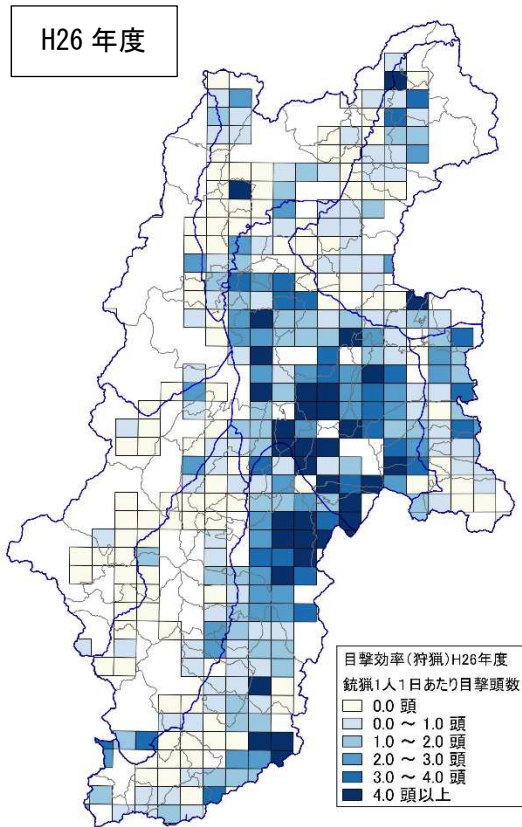 H26 年度
目撃効率(狩猟)H26年度
銃猟1人1日あたり目撃頭数
0.0 頭
0.0 ～ 1.0 頭
1.0 ～ 2.0 頭
2.0 ～ 3.0 頭
3.0 ～ 4.0 頭
4.0 頭以上